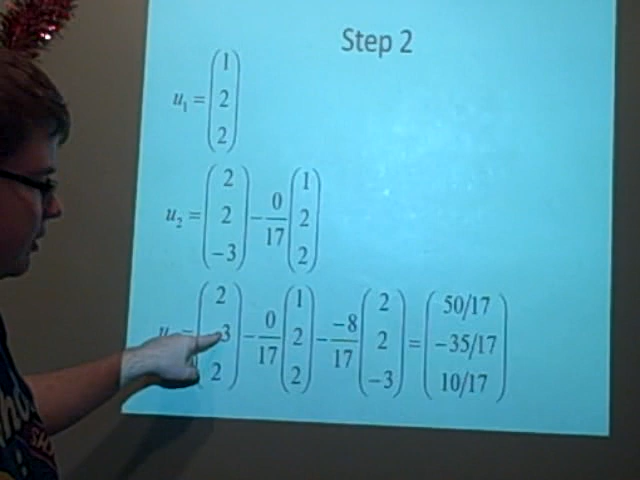 Step 2
u₁ = (1 2 2)
u₂ = (2 2 −3) − 0/17 (1 2 2)
= (2 3 2) − 0/17 (1 2 2) − −8/17 (2 2 −3) = (50/17 −35/17 10/17)